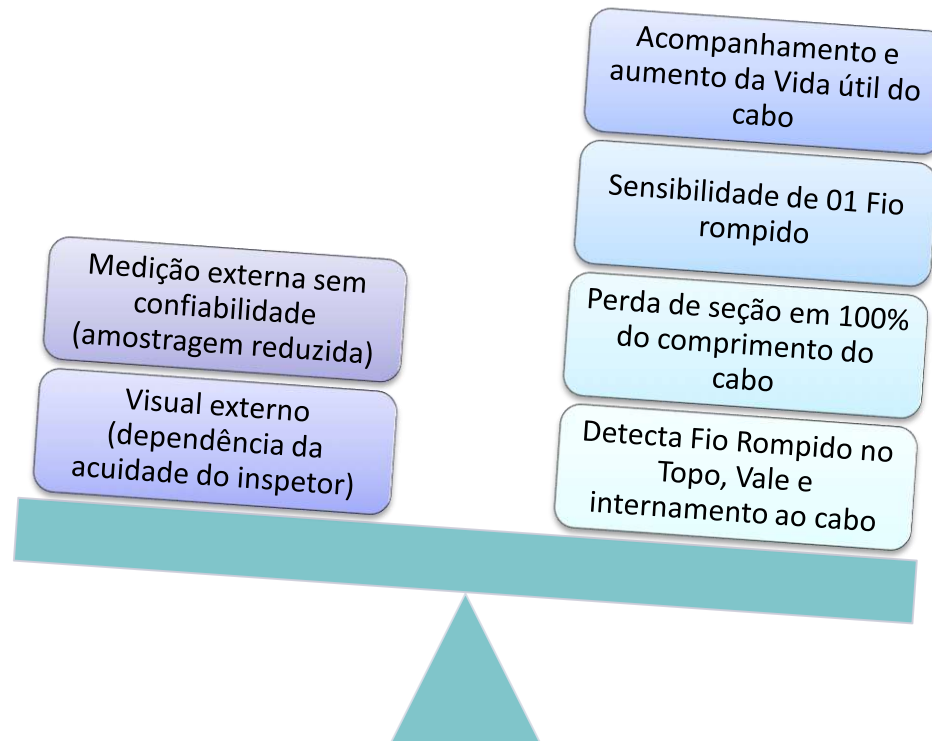 Medição externa sem
confiabilidade
(amostragem reduzida)
Visual externo
(dependência da
acuidade do inspetor)
Acompanhamento e
aumento da Vida útil do
cabo
Sensibilidade de 01 Fio
rompido
Perda de seção em 100%
do comprimento do
cabo
Detecta Fio Rompido no
Topo, Vale e
internamento ao cabo